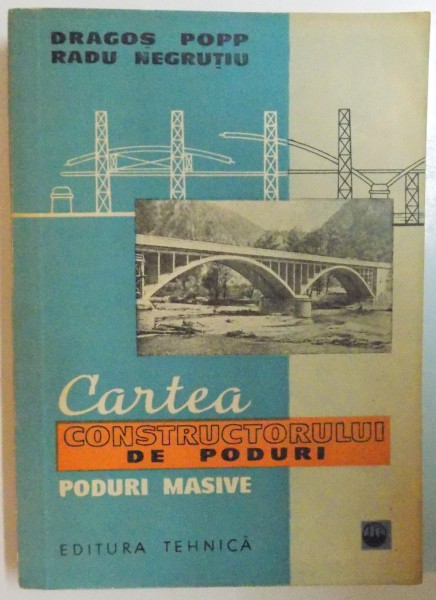 DRAGOȘ POPP
RADU NEGRUȚIU
Cartea
CONSTRUCTORULUI
DE PODURI
PODURI MASIVE
EDITURA TEHNICĂ